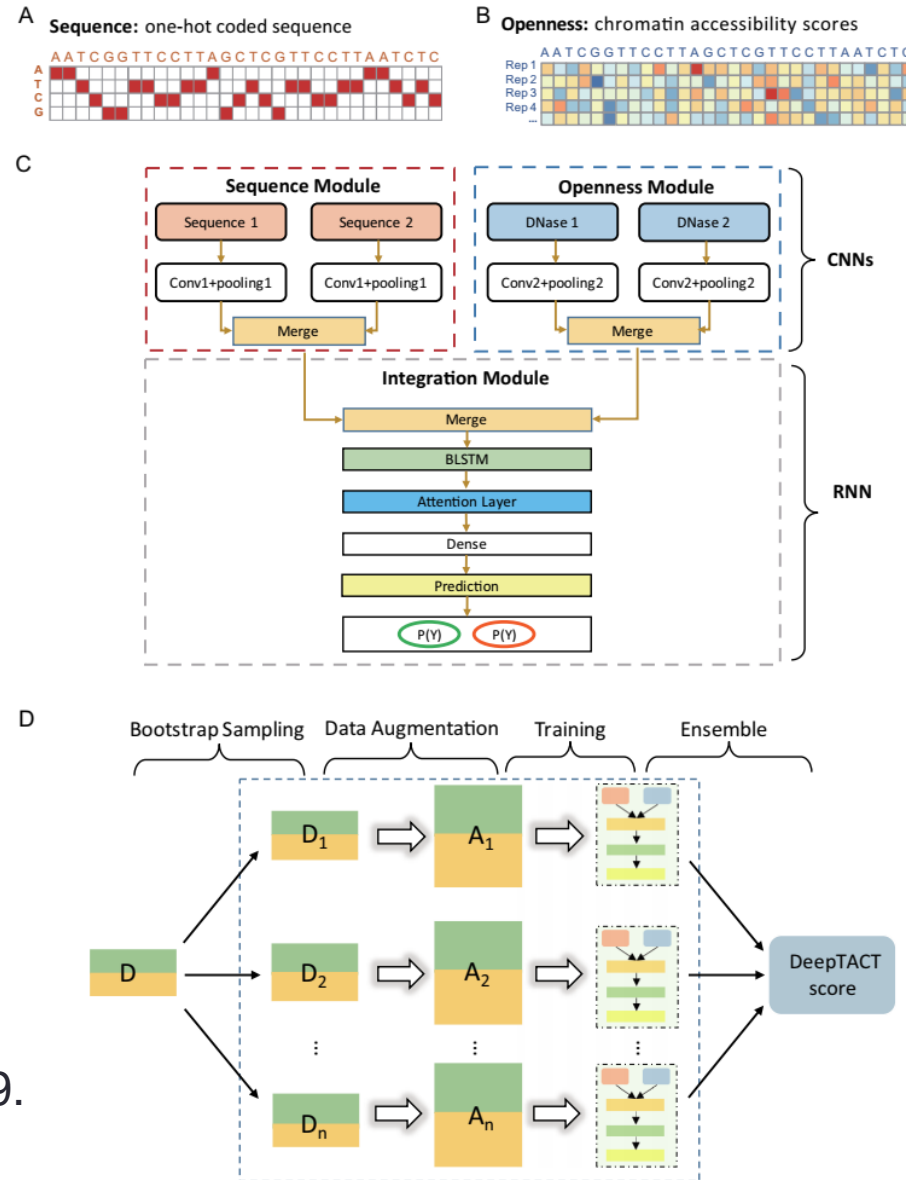 A
Sequence: one-hot coded sequence
A A T C G G T T C C T T A G C T C G T T C C T T A A T C T C
A
T
C
G
B
Openness: chromatin accessibility scores
A A T C G G T T C C T T A G C T C G T T C C T T A A T C T C
Rep 1
Rep 2
Rep 3
Rep 4
...
C
Sequence Module
Openness Module
Sequence 1
Sequence 2
DNase 1
DNase 2
Conv1+pooling1
Conv1+pooling1
Conv2+pooling2
Conv2+pooling2
Merge
Merge
CNNs
Integration Module
Merge
BLSTM
Attention Layer
Dense
Prediction
P(Y)
P(Y)
RNN
D
Bootstrap Sampling
Data Augmentation
Training
Ensemble
D1
A1
D
D2
A2
DeepTACT
score
...
...
...
9.
Dn
An